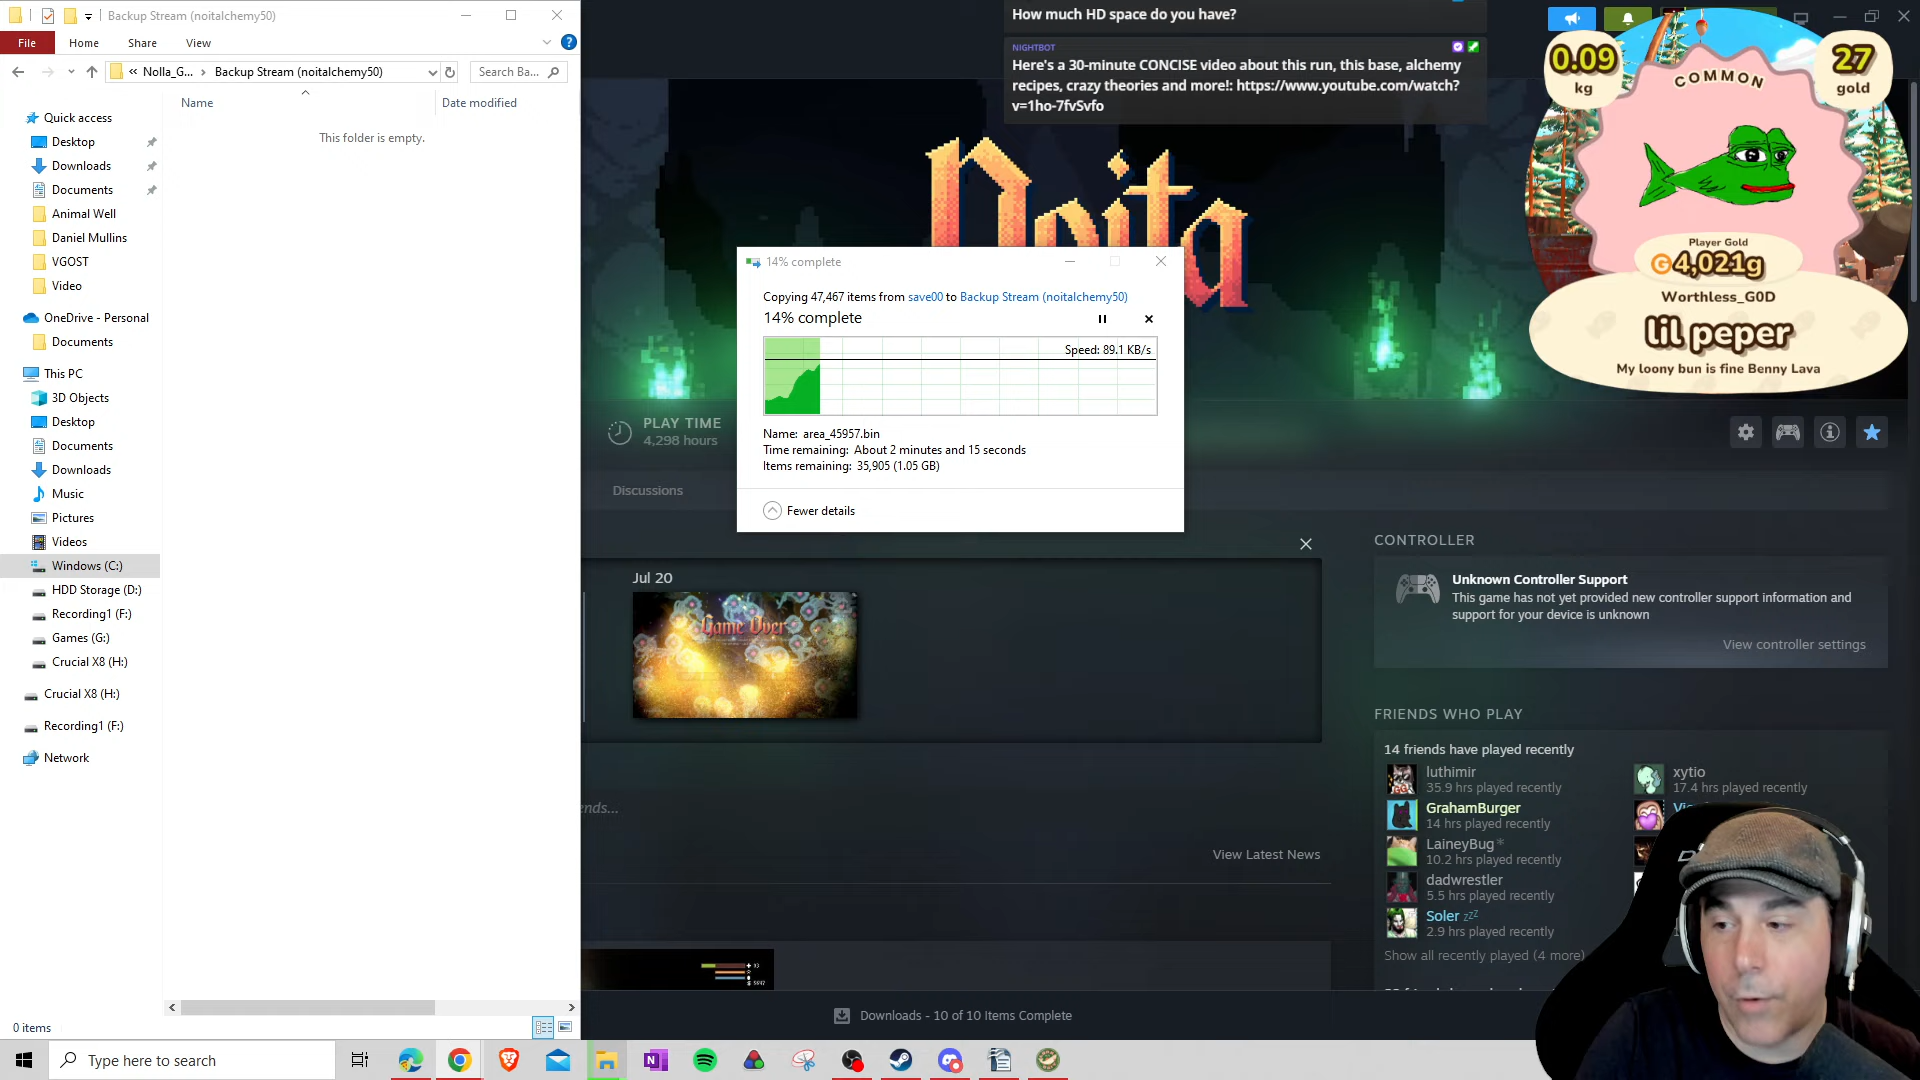 Backup Stream (noitalchemy50)
File
Home
Share
View
Nolla_G...
Backup Stream (noitalchemy50)
Search Ba...
Name
Date modified
This folder is empty.
Quick access
Desktop
Downloads
Documents
Animal Well
Daniel Mullins
VGOST
Video
OneDrive - Personal
Documents
This PC
3D Objects
Desktop
Documents
Downloads
Music
Pictures
Videos
Windows (C:)
HDD Storage (D:)
Recording1 (F:)
Games (G:)
Crucial X8 (H:)
Crucial X8 (H:)
Recording1 (F:)
Network
0 items
How much HD space do you have?
NIGHTBOT
Here's a 30-minute CONCISE video about this run, this base, alchemy
recipes, crazy theories and more!: https://www.youtube.com/watch?
v=1ho-7fvSvfo
Noita
14% complete
Copying 47,467 items from save00 to Backup Stream (noitalchemy50)
14% complete
Speed: 89.1 KB/s
Name: area_45957.bin
Time remaining: About 2 minutes and 15 seconds
Items remaining: 35,905 (1.05 GB)
Fewer details
0.09
kg
COMMON
27
gold
Player Gold
G4,021g
Worthless_G0D
lil peper
My loony bun is fine Benny Lava
PLAY TIME
4,298 hours
Discussions
Jul 20
Game Over
ends...
View Latest News
CONTROLLER
Unknown Controller Support
This game has not yet provided new controller support information and
support for your device is unknown
View controller settings
FRIENDS WHO PLAY
14 friends have played recently
luthimir
35.9 hrs played recently
xytio
17.4 hrs played recently
GrahamBurger
14 hrs played recently
LaineyBug*
10.2 hrs played recently
dadwrestler
5.5 hrs played recently
Soler zzZ
2.9 hrs played recently
Show all recently played (4 more)
Downloads - 10 of 10 Items Complete
Type here to search